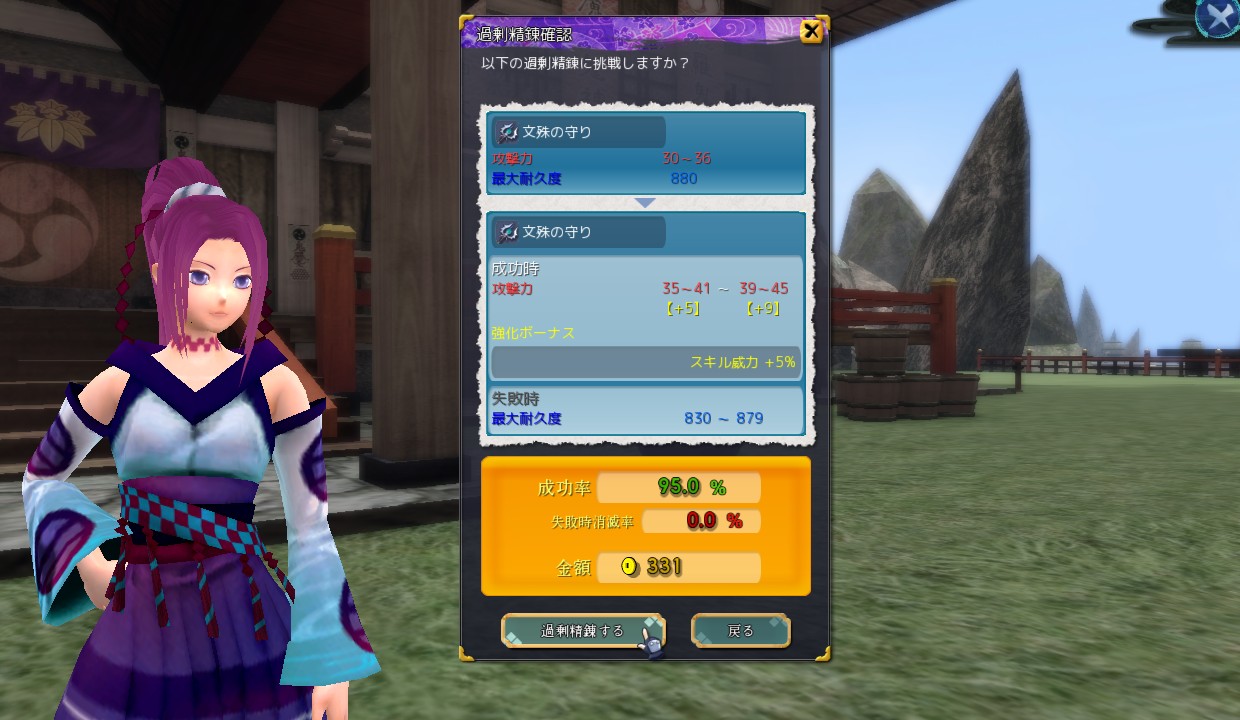 過剰精錬確認
以下の過剰精錬に挑戦しますか？
文殊の守り
攻撃力 30～36
最大耐久度 880
文殊の守り
成功時
攻撃力 35～41 ～ 39～45
【+5】 【+9】
強化ボーナス
スキル威力 +5%
失敗時
最大耐久度 830 ～ 879
成功率 95.0 %
失敗時消滅率 0.0 %
金額 331
過剰精錬する 戻る